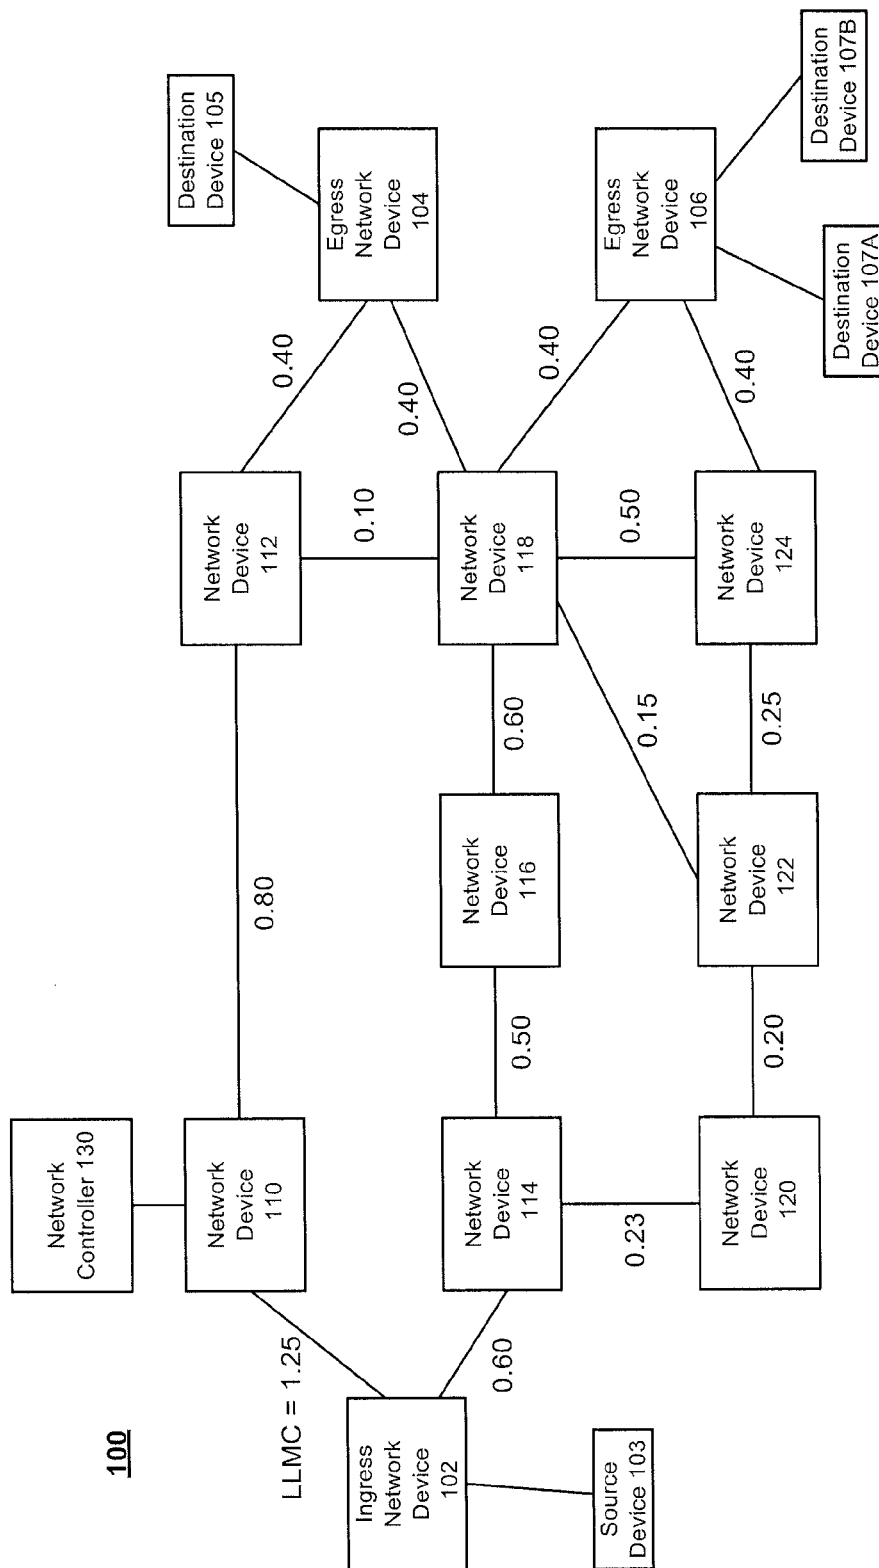 100
Network
Controller 130
Destination
Device 105
LLMC = 1.25
Network
Device
110
0.80
Network
Device
112
0.40
Egress
Network
Device
104
Ingress
Network
Device
102
0.60
0.10
0.40
Network
Device
114
0.50
Network
Device
116
0.60
Network
Device
118
0.40
Egress
Network
Device
106
Source
Device 103
0.23
0.15
0.50
0.40
Network
Device
120
0.20
Network
Device
122
0.25
Network
Device
124
Destination
Device 107A
Destination
Device 107B